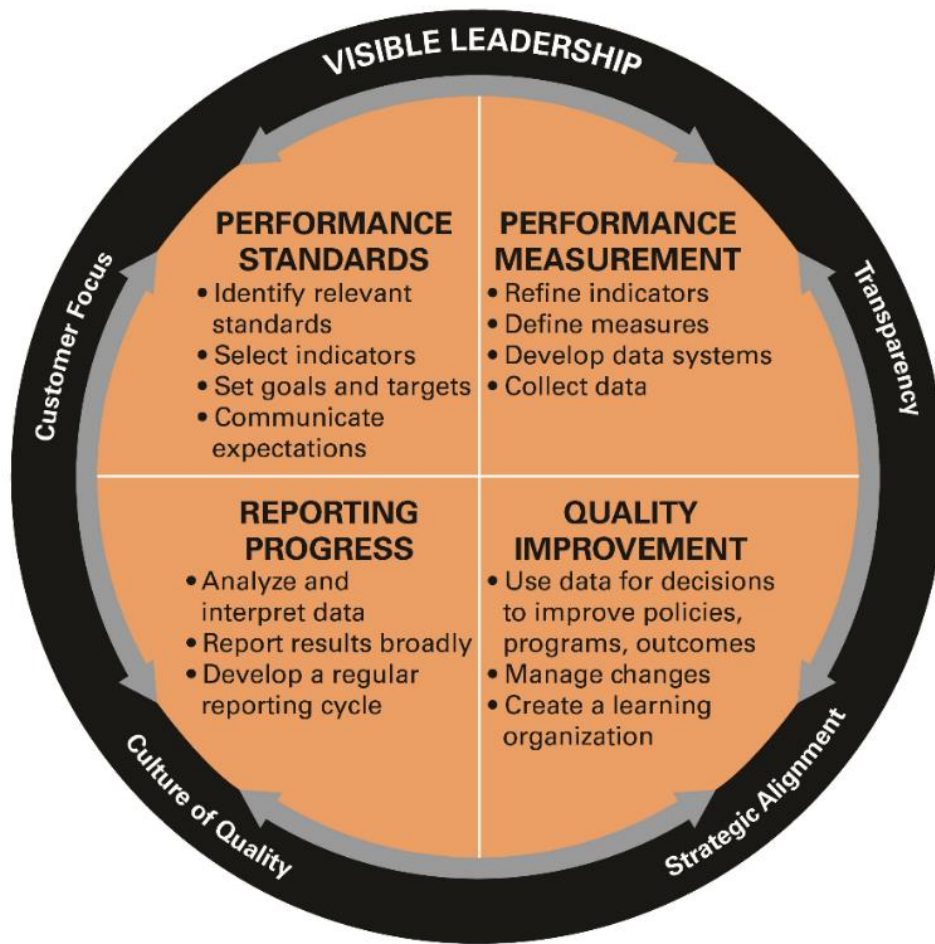 VISIBLE LEADERSHIP
Customer Focus
Transparency
PERFORMANCE
STANDARDS
• Identify relevant
standards
• Select indicators
• Set goals and targets
• Communicate
expectations
PERFORMANCE
MEASUREMENT
• Refine indicators
• Define measures
• Develop data systems
• Collect data
REPORTING
PROGRESS
• Analyze and
interpret data
• Report results broadly
• Develop a regular
reporting cycle
QUALITY
IMPROVEMENT
• Use data for decisions
to improve policies,
programs, outcomes
• Manage changes
• Create a learning
organization
Culture of Quality
Strategic Alignment